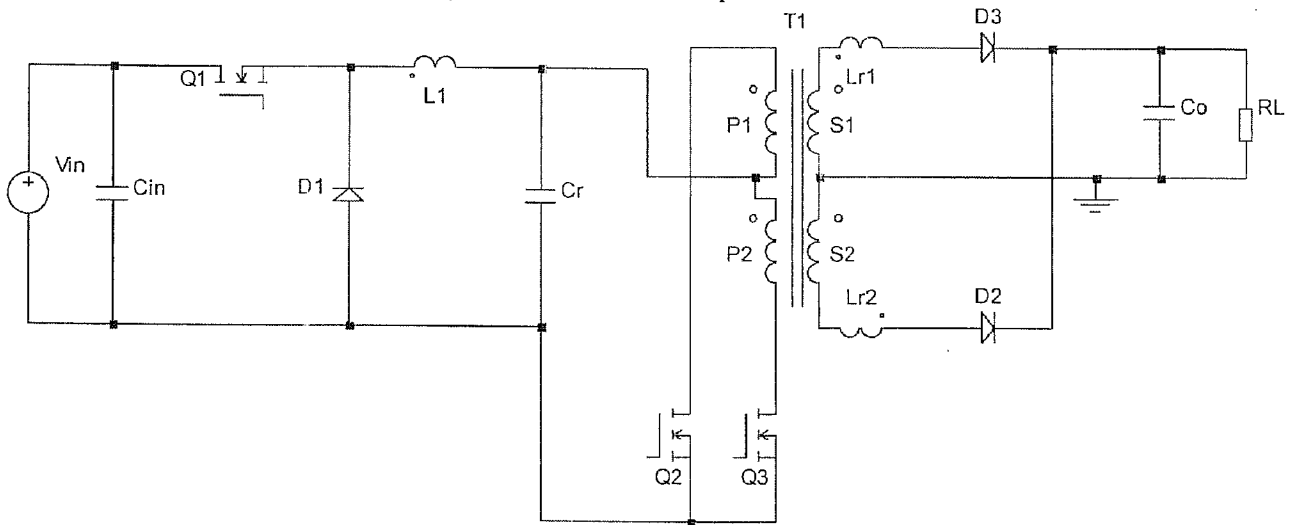 T1
D3
Q1
L1
Lr1
P1
S1
Co
RL
Vin
+
Cin
D1
Cr
P2
S2
Lr2
D2
Q2
Q3